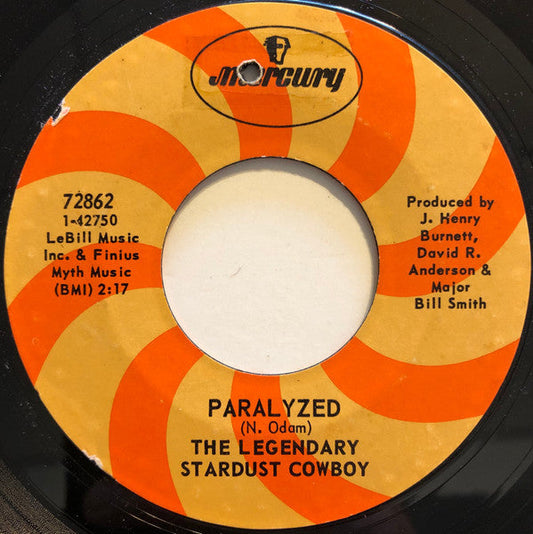 Mercury
72862
1-42750
LeBill Music
Inc. & Finius
Myth Music
(BMI) 2:17
Produced by
J. Henry
Burnett,
David R.
Anderson &
Major
Bill Smith
PARALYZED
(N. Odam)
THE LEGENDARY
STARDUST COWBOY